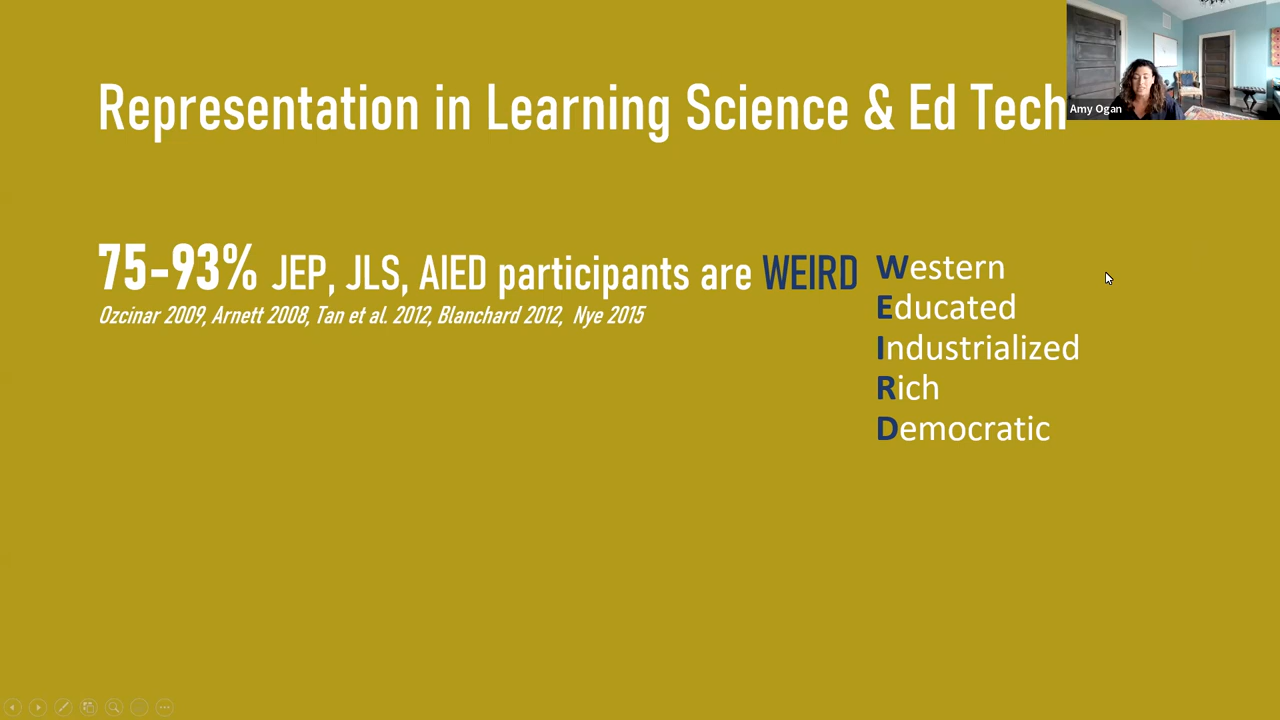 Representation in Learning Science & Ed Tech
Amy Ogan
75-93% JEP, JLS, AIED participants are WEIRD
Ozcinar 2009, Arnett 2008, Tan et al. 2012, Blanchard 2012, Nye 2015
Western
Educated
Industrialized
Rich
Democratic